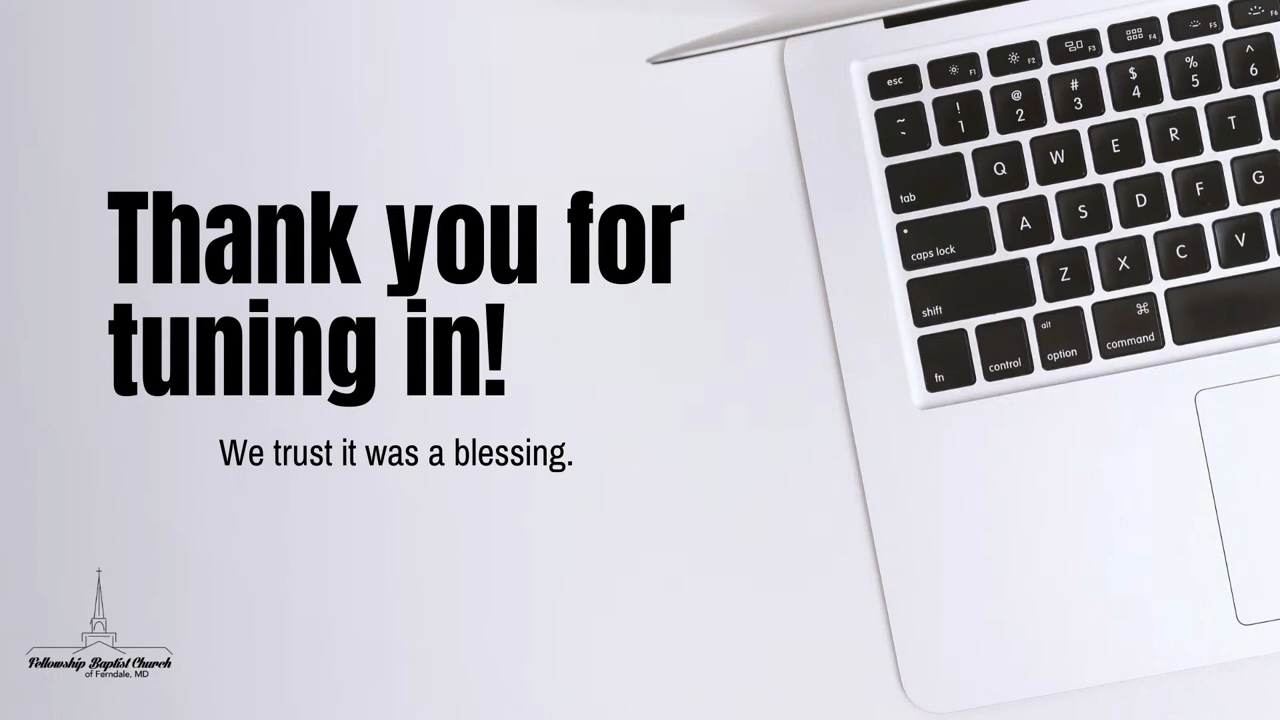 Thank you for
tuning in!
We trust it was a blessing.
Fellowship Baptist Church
of Ferndale, MD
esc
F1
F2
F3
F4
F5
F6
~
`
!
1
@
2
#
3
$
4
%
5
^
6
tab
Q
W
E
R
T
caps lock
A
S
D
F
G
shift
Z
X
C
V
fn
control
alt
option
⌘
command